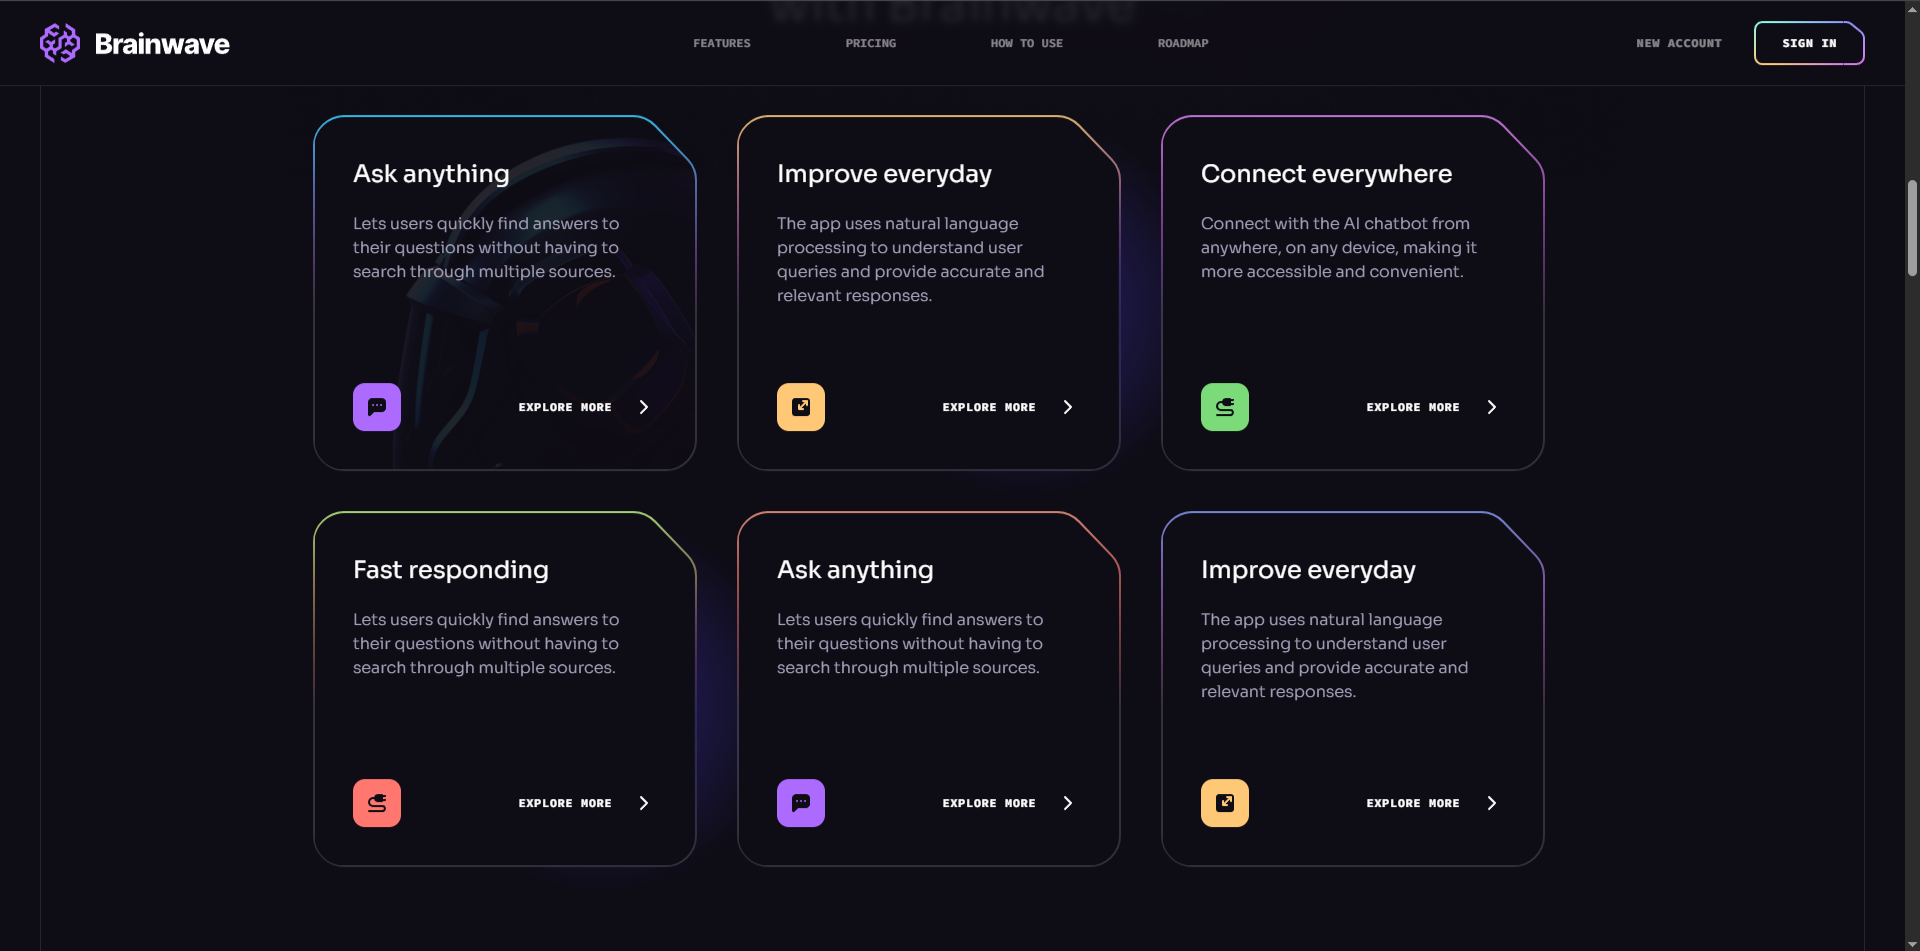 with Brainwave
Brainwave
FEATURES
PRICING
HOW TO USE
ROADMAP
NEW ACCOUNT
SIGN IN
Ask anything
Lets users quickly find answers to
their questions without having to
search through multiple sources.
EXPLORE MORE
Improve everyday
The app uses natural language
processing to understand user
queries and provide accurate and
relevant responses.
EXPLORE MORE
Connect everywhere
Connect with the AI chatbot from
anywhere, on any device, making it
more accessible and convenient.
EXPLORE MORE
Fast responding
Lets users quickly find answers to
their questions without having to
search through multiple sources.
EXPLORE MORE
Ask anything
Lets users quickly find answers to
their questions without having to
search through multiple sources.
EXPLORE MORE
Improve everyday
The app uses natural language
processing to understand user
queries and provide accurate and
relevant responses.
EXPLORE MORE